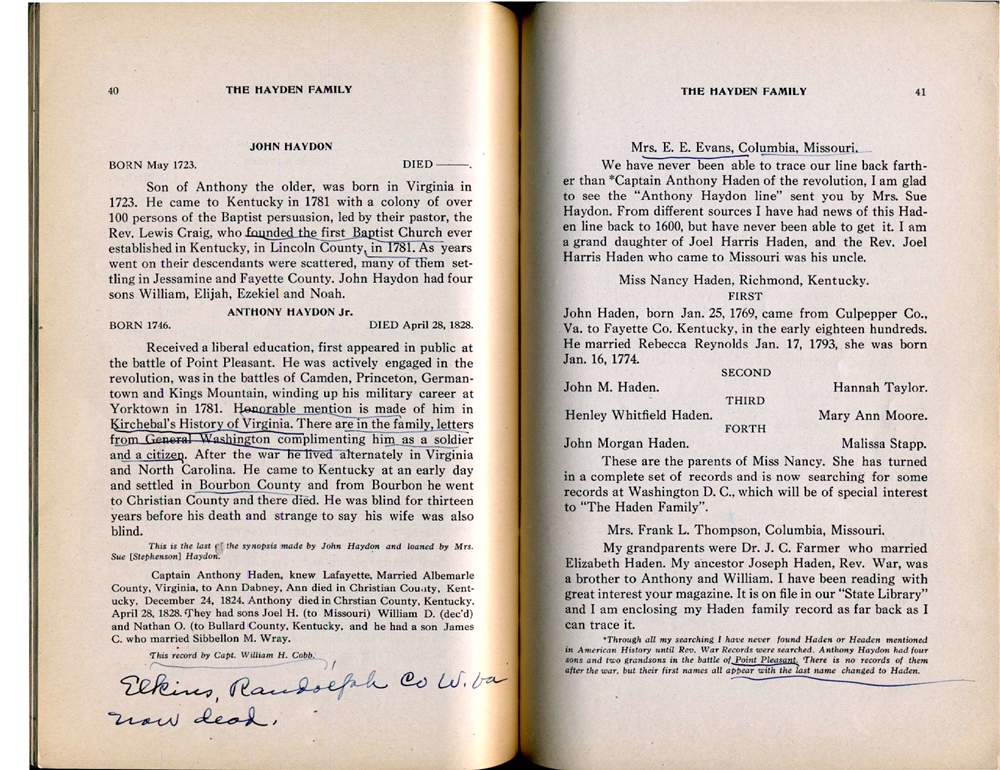 40
THE HAYDEN FAMILY
JOHN HAYDON
BORN May 1723. DIED ———.
Son of Anthony the older, was born in Virginia in
1723. He came to Kentucky in 1781 with a colony of over
100 persons of the Baptist persuasion, led by their pastor, the
Rev. Lewis Craig, who founded the first Baptist Church ever
established in Kentucky, in Lincoln County, in 1781. As years
went on their descendants were scattered, many of them set-
tling in Jessamine and Fayette County. John Haydon had four
sons William, Elijah, Ezekiel and Noah.
ANTHONY HAYDON Jr.
BORN 1746. DIED April 28, 1828.
Received a liberal education, first appeared in public at
the battle of Point Pleasant. He was actively engaged in the
revolution, was in the battles of Camden, Princeton, German-
town and Kings Mountain, winding up his military career at
Yorktown in 1781. Honorable mention is made of him in
Kirchebal's History of Virginia. There are in the family, letters
from General Washington complimenting him as a soldier
and a citizen. After the war he lived alternately in Virginia
and North Carolina. He came to Kentucky at an early day
and settled in Bourbon County and from Bourbon he went
to Christian County and there died. He was blind for thirteen
years before his death and strange to say his wife was also
blind.
This is the last of the synopsis made by John Haydon and loaned by Mrs.
Sue [Stephenson] Haydon.
Captain Anthony Haden, knew Lafayette, Married Albemarle
County, Virginia, to Ann Dabney, Ann died in Christian County, Kent-
ucky, December 24, 1824. Anthony died in Chrstian County, Kentucky,
April 28, 1828. They had sons Joel H. (to Missouri) William D. (dec'd)
and Nathan O. (to Bullard County, Kentucky, and he had a son James
C. who married Sibbellon M. Wray.
This record by Capt. William H. Cobb.
Elkins, Randolph Co W. Va
now dead.
THE HAYDEN FAMILY
41
Mrs. E. E. Evans, Columbia, Missouri.
We have never been able to trace our line back farth-
er than *Captain Anthony Haden of the revolution, I am glad
to see the "Anthony Haydon line" sent you by Mrs. Sue
Haydon. From different sources I have had news of this Had-
en line back to 1600, but have never been able to get it. I am
a grand daughter of Joel Harris Haden, and the Rev. Joel
Harris Haden who came to Missouri was his uncle.
Miss Nancy Haden, Richmond, Kentucky.
FIRST
John Haden, born Jan. 25, 1769, came from Culpepper Co.,
Va. to Fayette Co. Kentucky, in the early eighteen hundreds.
He married Rebecca Reynolds Jan. 17, 1793, she was born
Jan. 16, 1774.
SECOND
John M. Haden. Hannah Taylor.
THIRD
Henley Whitfield Haden. Mary Ann Moore.
FORTH
John Morgan Haden. Malissa Stapp.
These are the parents of Miss Nancy. She has turned
in a complete set of records and is now searching for some
records at Washington D. C., which will be of special interest
to "The Haden Family".
Mrs. Frank L. Thompson, Columbia, Missouri.
My grandparents were Dr. J. C. Farmer who married
Elizabeth Haden. My ancestor Joseph Haden, Rev. War, was
a brother to Anthony and William. I have been reading with
great interest your magazine. It is on file in our "State Library"
and I am enclosing my Haden family record as far back as I
can trace it.
*Through all my searching I have never found Haden or Headen mentioned
in American History until Rev. War Records were searched. Anthony Haydon had four
sons and two grandsons in the battle of Point Pleasant. There is no records of them
after the war, but their first names all appear with the last name changed to Haden.